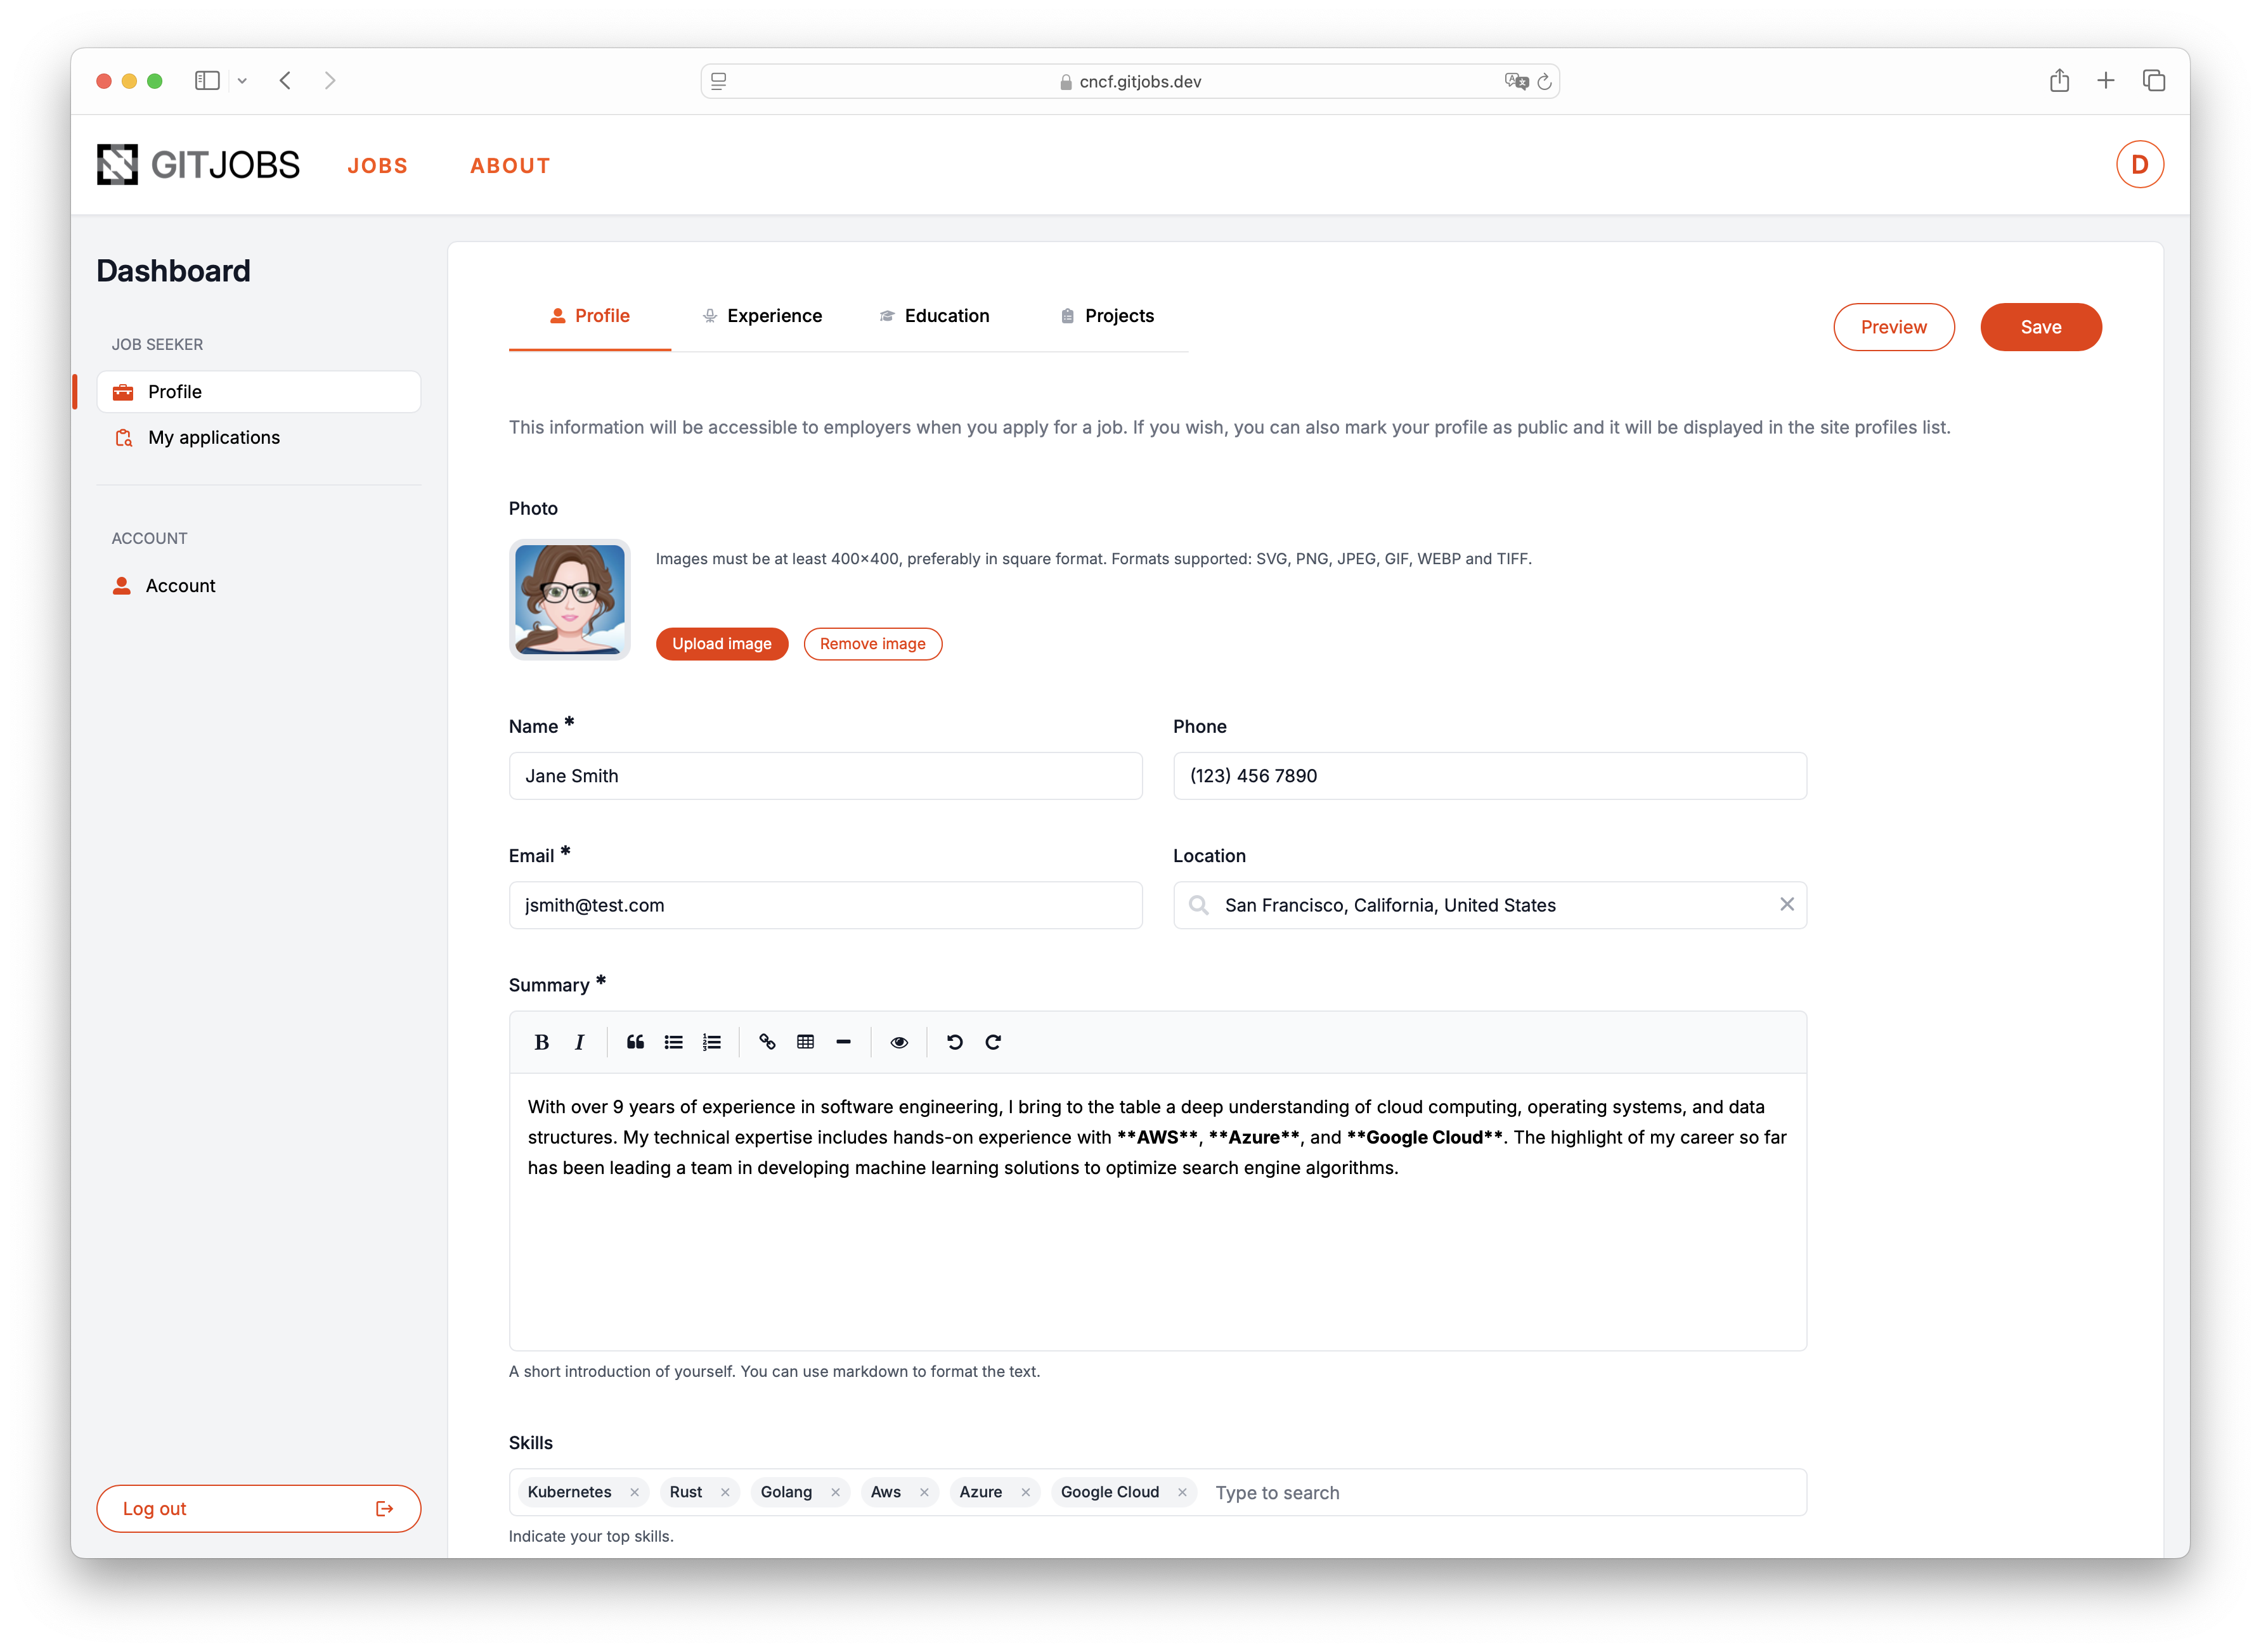 cncf.gitjobs.dev
GITJOBS
JOBS
ABOUT
D
Dashboard
JOB SEEKER
Profile
My applications
ACCOUNT
Account
Log out
Profile
Experience
Education
Projects
Preview
Save
This information will be accessible to employers when you apply for a job. If you wish, you can also mark your profile as public and it will be displayed in the site profiles list.
Photo
Images must be at least 400x400, preferably in square format. Formats supported: SVG, PNG, JPEG, GIF, WEBP and TIFF.
Upload image
Remove image
Name *
Jane Smith
Phone
(123) 456 7890
Email *
jsmith@test.com
Location
San Francisco, California, United States
Summary *
With over 9 years of experience in software engineering, I bring to the table a deep understanding of cloud computing, operating systems, and data
structures. My technical expertise includes hands-on experience with **AWS**, **Azure**, and **Google Cloud**. The highlight of my career so far
has been leading a team in developing machine learning solutions to optimize search engine algorithms.
A short introduction of yourself. You can use markdown to format the text.
Skills
Kubernetes
Rust
Golang
Aws
Azure
Google Cloud
Type to search
Indicate your top skills.